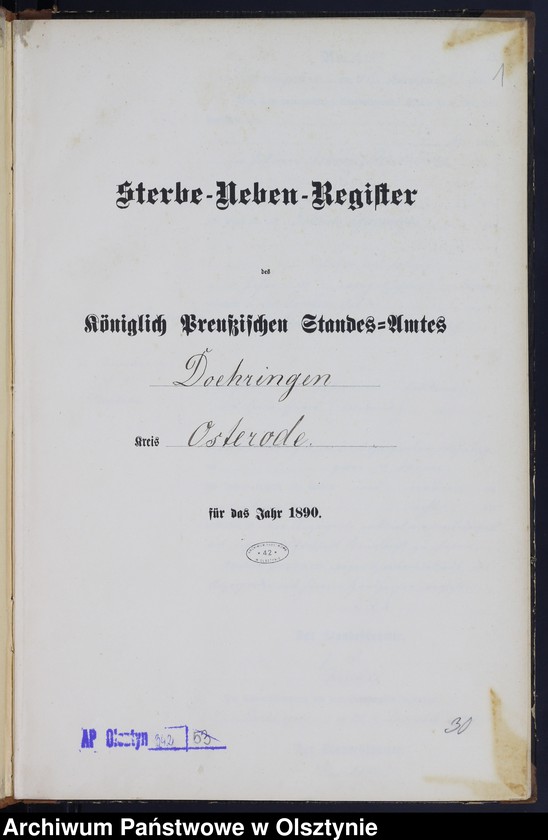 1
Sterbe-Neben-Register
des
Königlich Preußischen Standes-Amtes
Doehringen
Kreis Osterode.
für das Jahr 1890.
* 42 *
30
AP Olsztyn 942 53
Archiwum Państwowe w Olsztynie